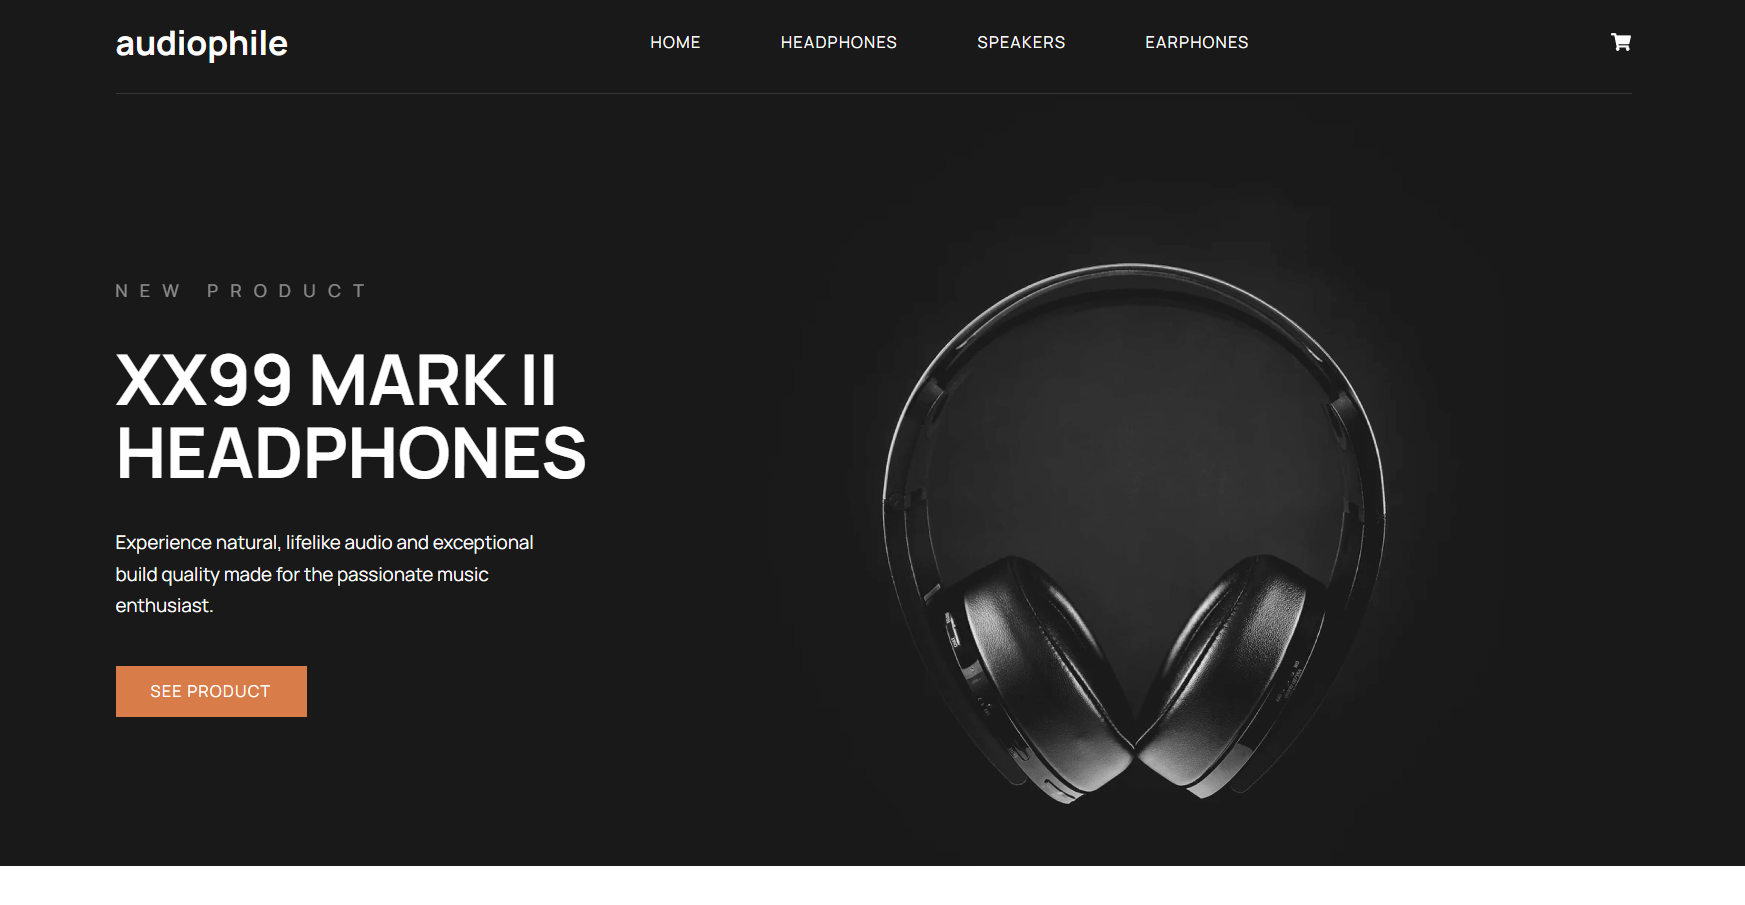 audiophile
HOME HEADPHONES SPEAKERS EARPHONES
NEW PRODUCT
XX99 MARK II
HEADPHONES
Experience natural, lifelike audio and exceptional
build quality made for the passionate music
enthusiast.
SEE PRODUCT